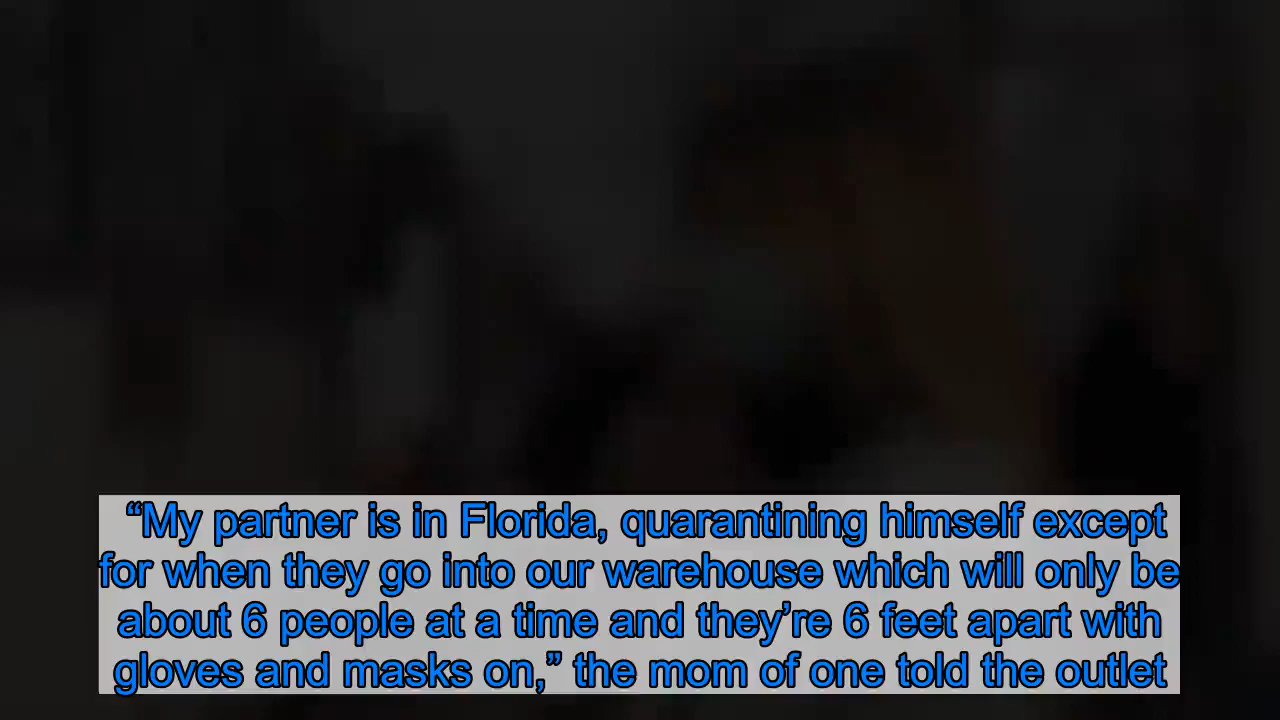 “My partner is in Florida, quarantining himself except
for when they go into our warehouse which will only be
about 6 people at a time and they’re 6 feet apart with
gloves and masks on,” the mom of one told the outlet